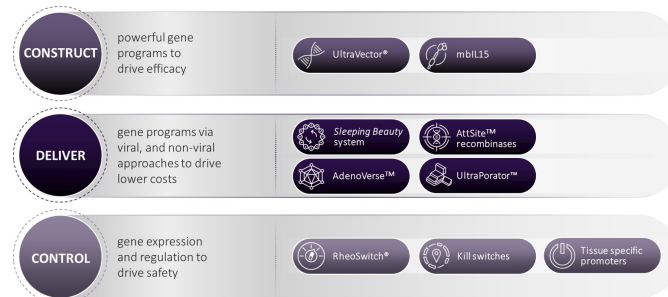 CONSTRUCT
powerful gene
programs to
drive efficacy
UltraVector®
mbIL15
DELIVER
gene programs via
viral, and non-viral
approaches to drive
lower costs
Sleeping Beauty
system
AttSite™
recombinases
AdenoVerse™
UltraPorator™
CONTROL
gene expression
and regulation to
drive safety
RheoSwitch®
Kill switches
Tissue specific
promoters